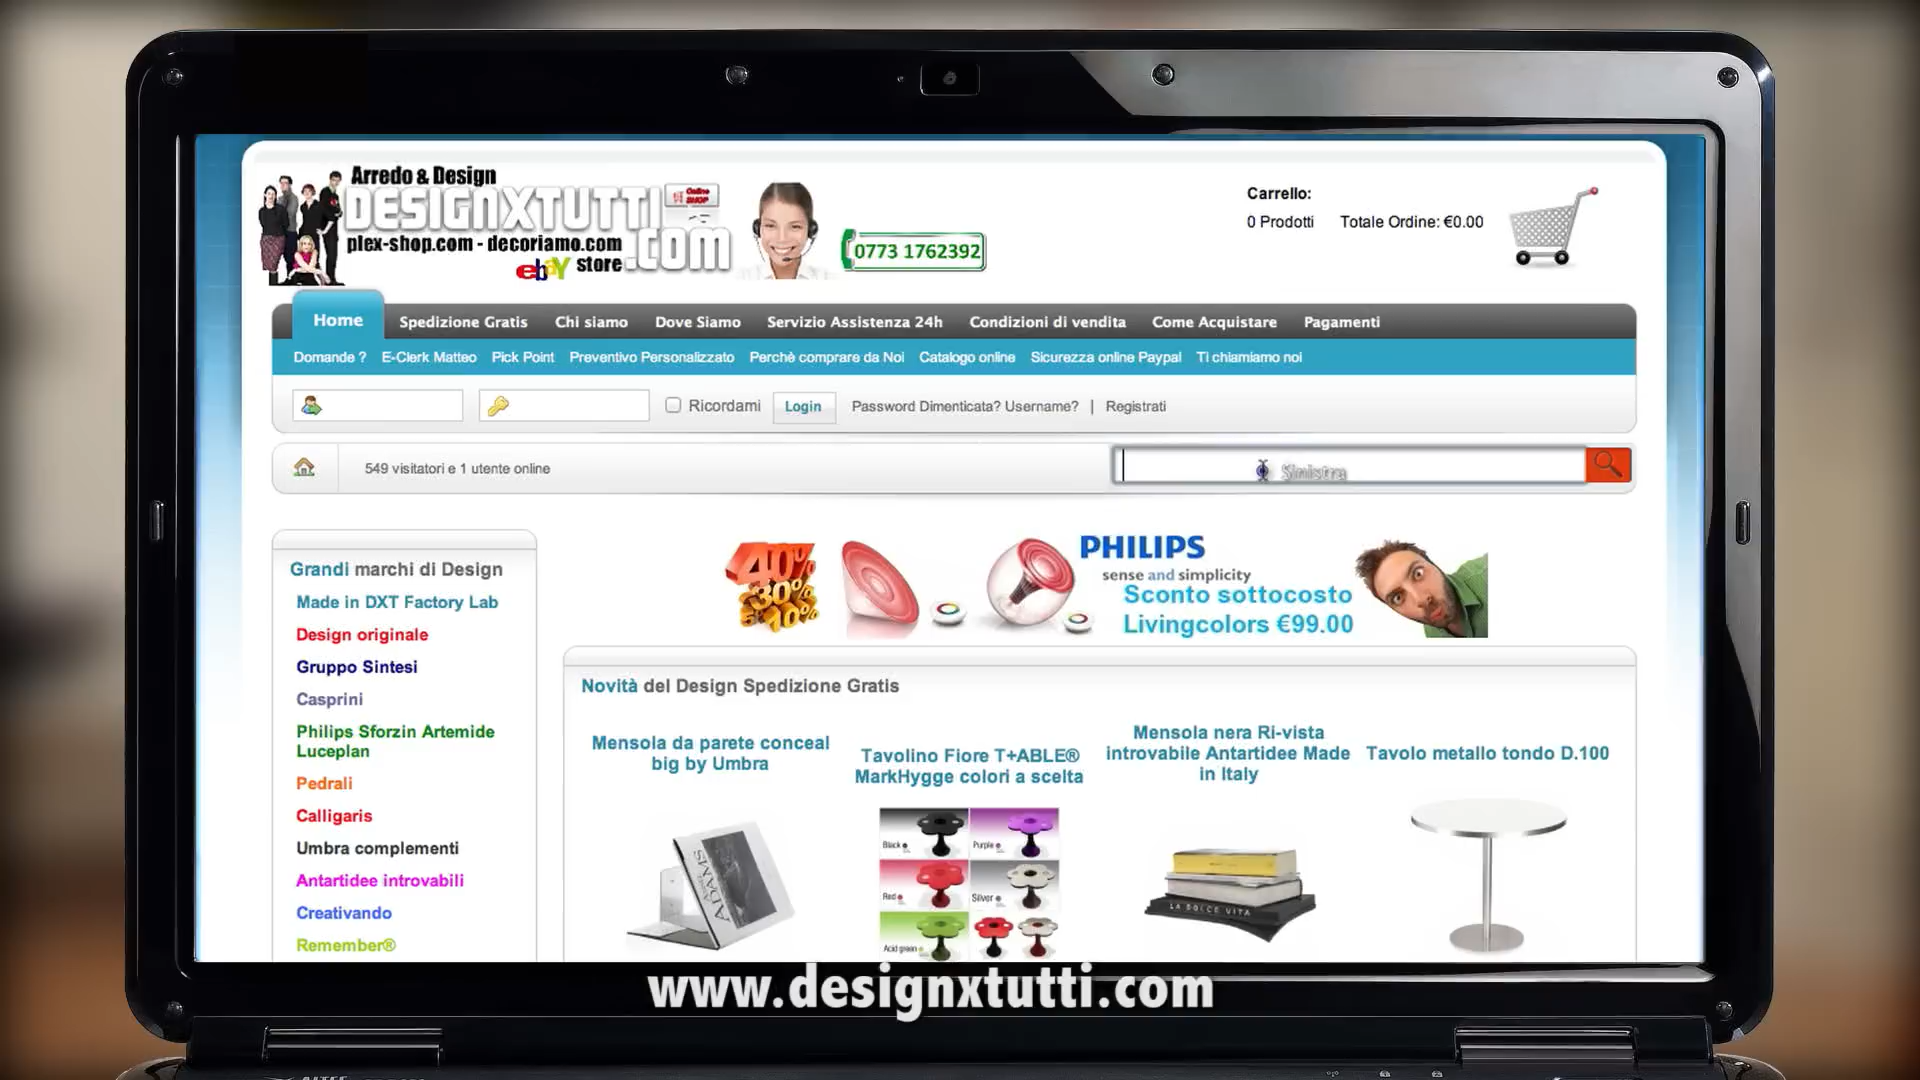 Arredo & Design
DESIGNXTUTTI
.COM
Online SHOP
plex-shop.com - decoriamo.com
ebay store
0773 1762392
Carrello:
0 Prodotti Totale Ordine: €0.00
Home Spedizione Gratis Chi siamo Dove Siamo Servizio Assistenza 24h Condizioni di vendita Come Acquistare Pagamenti
Domande ? E-Clerk Matteo Pick Point Preventivo Personalizzato Perchè comprare da Noi Catalogo online Sicurezza online Paypal Ti chiamiamo noi
Ricordami Login Password Dimenticata? Username? | Registrati
549 visitatori e 1 utente online
Sinistra
Grandi marchi di Design
Made in DXT Factory Lab
Design originale
Gruppo Sintesi
Casprini
Philips Sforzin Artemide
Luceplan
Pedrali
Calligaris
Umbra complementi
Antartidee introvabili
Creativando
Remember®
40%
30%
10%
PHILIPS
sense and simplicity
Sconto sottocosto
Livingcolors €99.00
Novità del Design Spedizione Gratis
Mensola da parete conceal
big by Umbra
Tavolino Fiore T+ABLE®
MarkHygge colori a scelta
Mensola nera Ri-vista
introvabile Antartidee Made
in Italy
Tavolo metallo tondo D.100
ADAMS
Black
Purple
Red
Silver
Acid green
LA DOLCE VITA
www.designxtutti.com